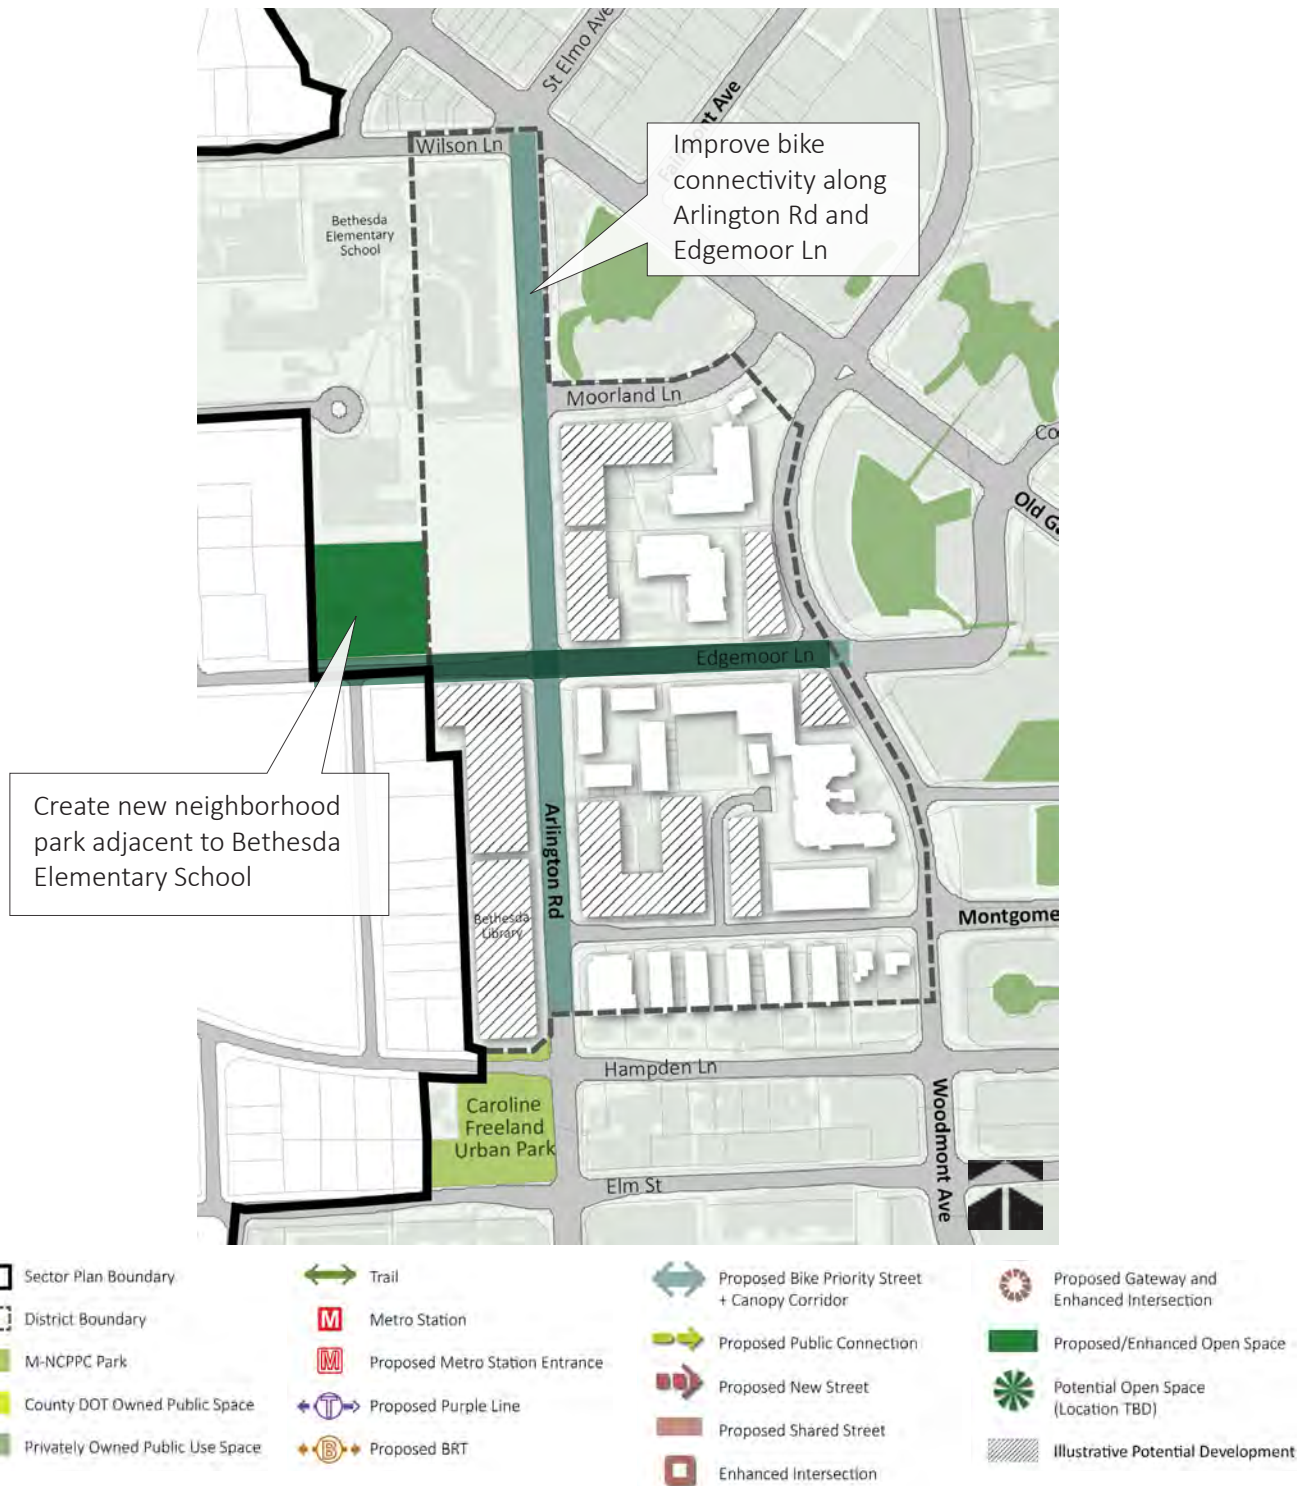 St Elmo Ave
nt Ave
Wilson Ln
Improve bike
connectivity along
Arlington Rd and
Edgemoor Ln
Bethesda
Elementary
School
Moorland Ln
Co
Old G
Edgemoor Ln
Create new neighborhood
park adjacent to Bethesda
Elementary School
Arlington Rd
Bethesda
Library
Montgome
Hampden Ln
Caroline
Freeland
Urban Park
Woodmont Ave
Elm St
Sector Plan Boundary
District Boundary
M-NCPPC Park
County DOT Owned Public Space
Privately Owned Public Use Space
Trail
M Metro Station
M Proposed Metro Station Entrance
T Proposed Purple Line
B Proposed BRT
Proposed Bike Priority Street
+ Canopy Corridor
Proposed Public Connection
Proposed New Street
Proposed Shared Street
Enhanced Intersection
Proposed Gateway and
Enhanced Intersection
Proposed/Enhanced Open Space
Potential Open Space
(Location TBD)
Illustrative Potential Development